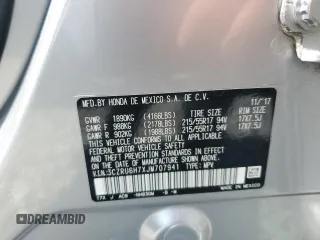 MFD.BY HONDA DE MEXICO S.A. DE C.V. 11/17
GVWR 1890KG (4166LBS) TIRE SIZE RIM SIZE
GAWR F 988KG (2178LBS) 215/55R17 94V 17X7.5J
GAWR R 902KG (1988LBS) 215/55R17 94V 17X7.5J
THIS VEHICLE CONFORMS TO ALL APPLICABLE FEDERAL MOTOR VEHICLE SAFETY, BUMPER, AND THEFT PREVENTION STANDARDS IN EFFECT ON THE DATE OF MANUFACTURE SHOWN ABOVE.
V.I.N.:3CZRU6H7XJM707941 TYPE: MPV
MADE IN MEXICO
AUTOBIDMASTER